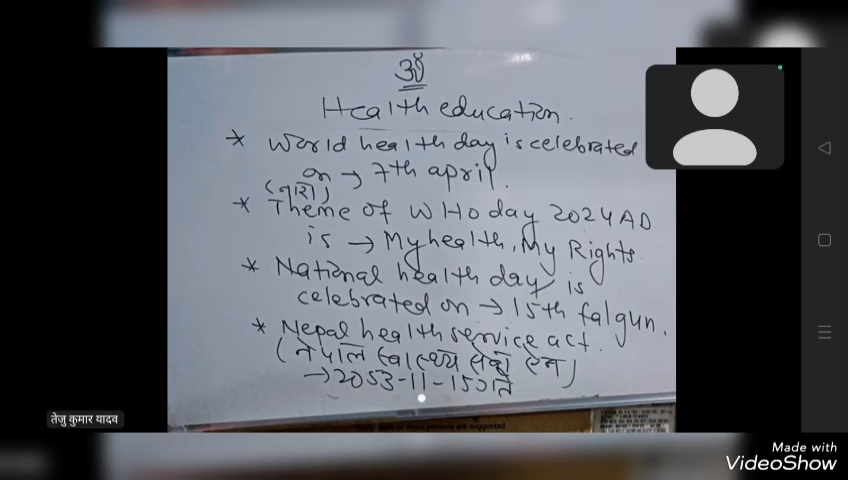 ॐ
Health education.
* World health day is celebrated
on → 7th april.
(नारा)
* Theme of WHO day 2024 AD
is → My health, My Rights.
* National health day is
celebrated on → 15th falgun.
* Nepal health service act.
(नेपाल स्वास्थ्य सेवा ऐन)
→ 2053-11-15 गते
तेजु कुमार यादव
Made with
VideoShow